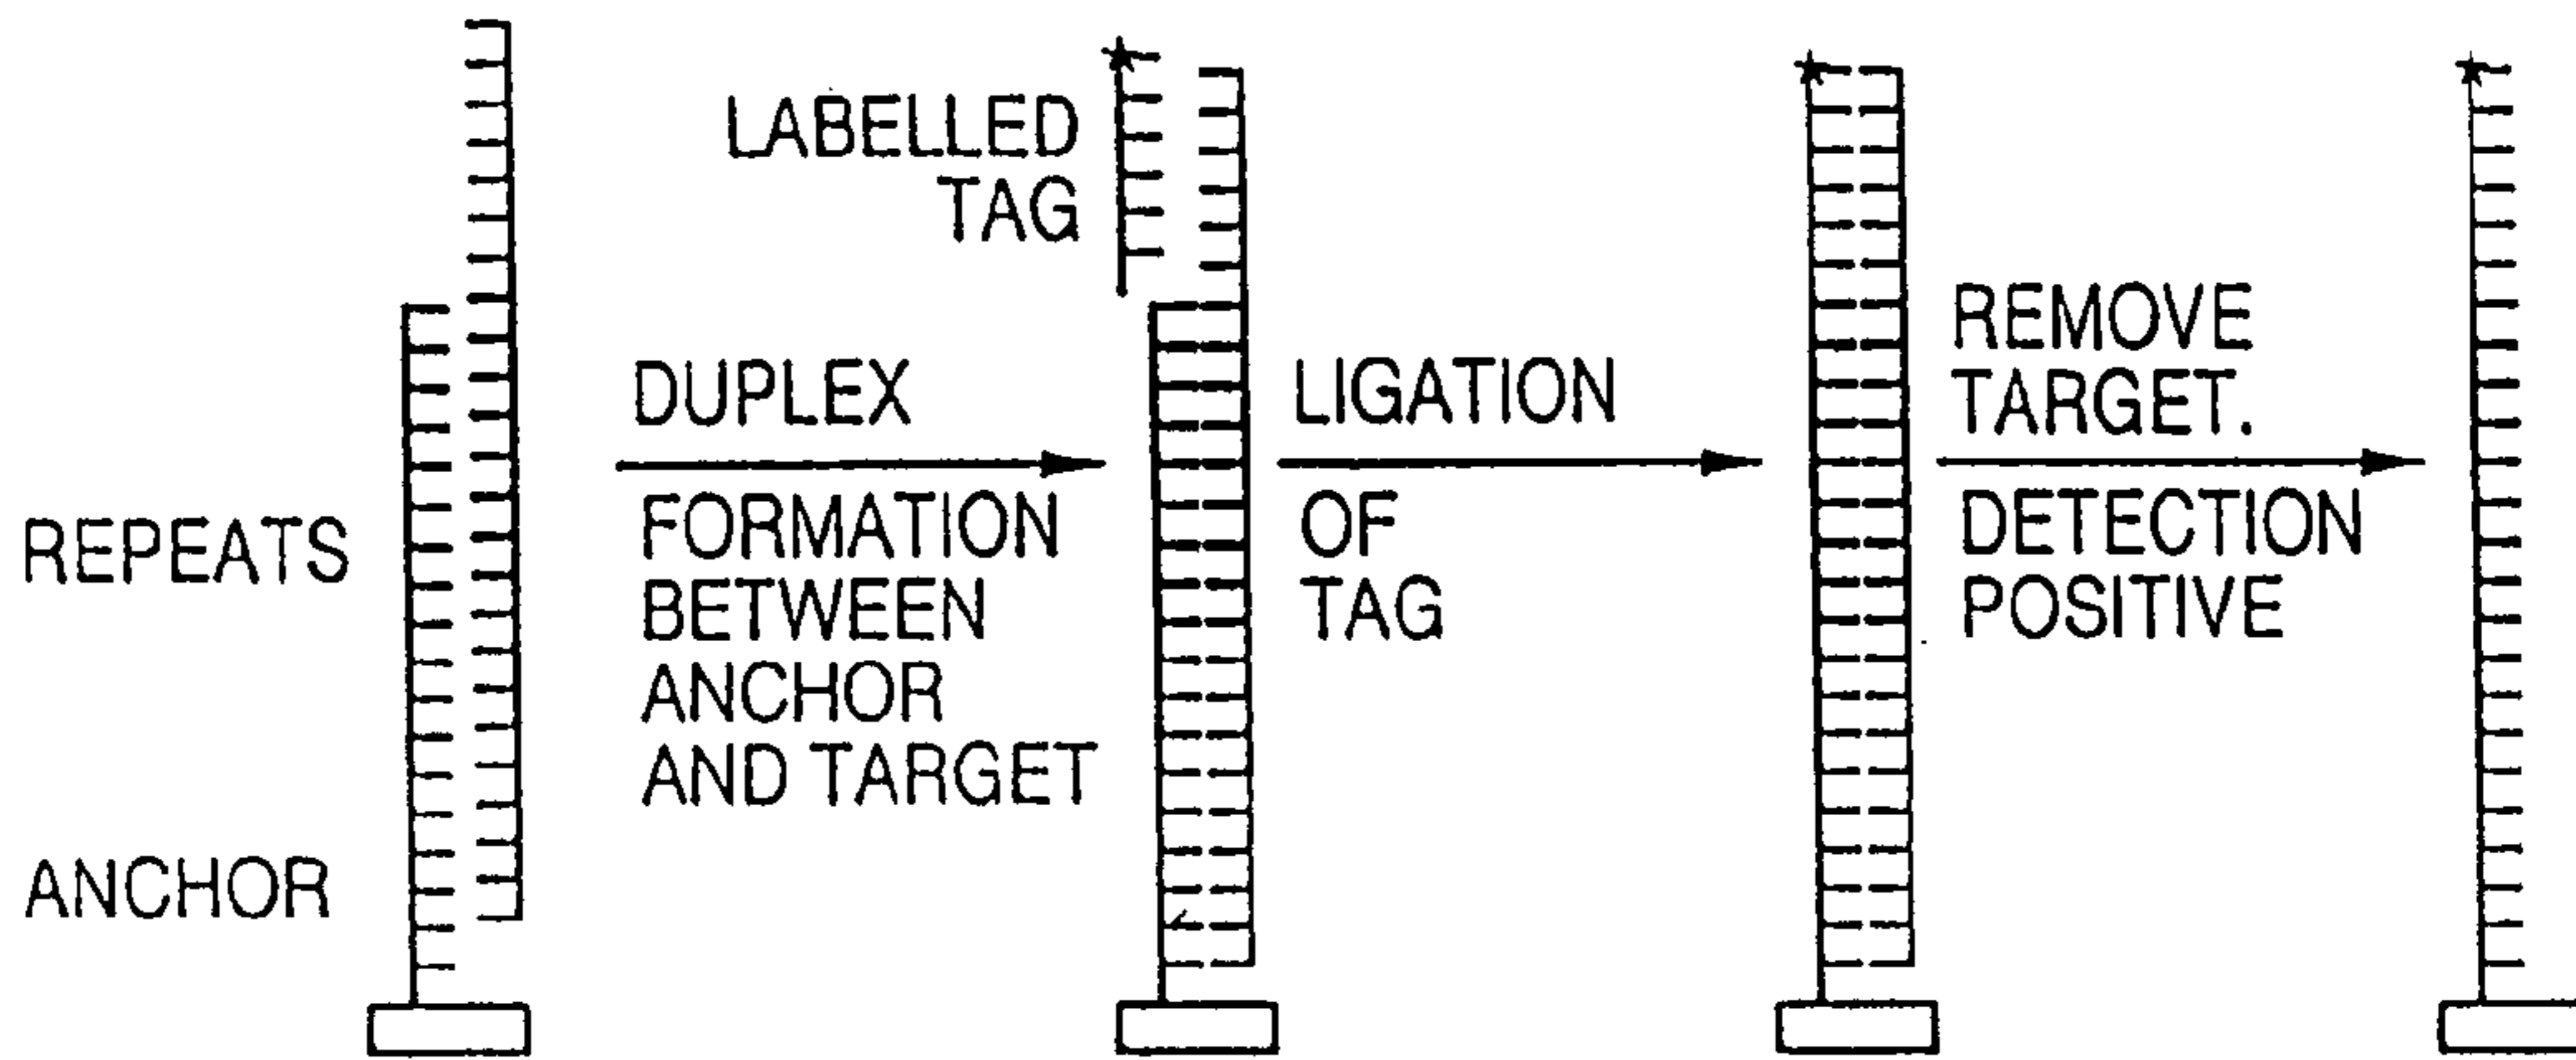 REPEATS
ANCHOR
DUPLEX
FORMATION
BETWEEN
ANCHOR
AND TARGET
LABELLED
TAG
LIGATION
OF
TAG
REMOVE
TARGET.
DETECTION
POSITIVE